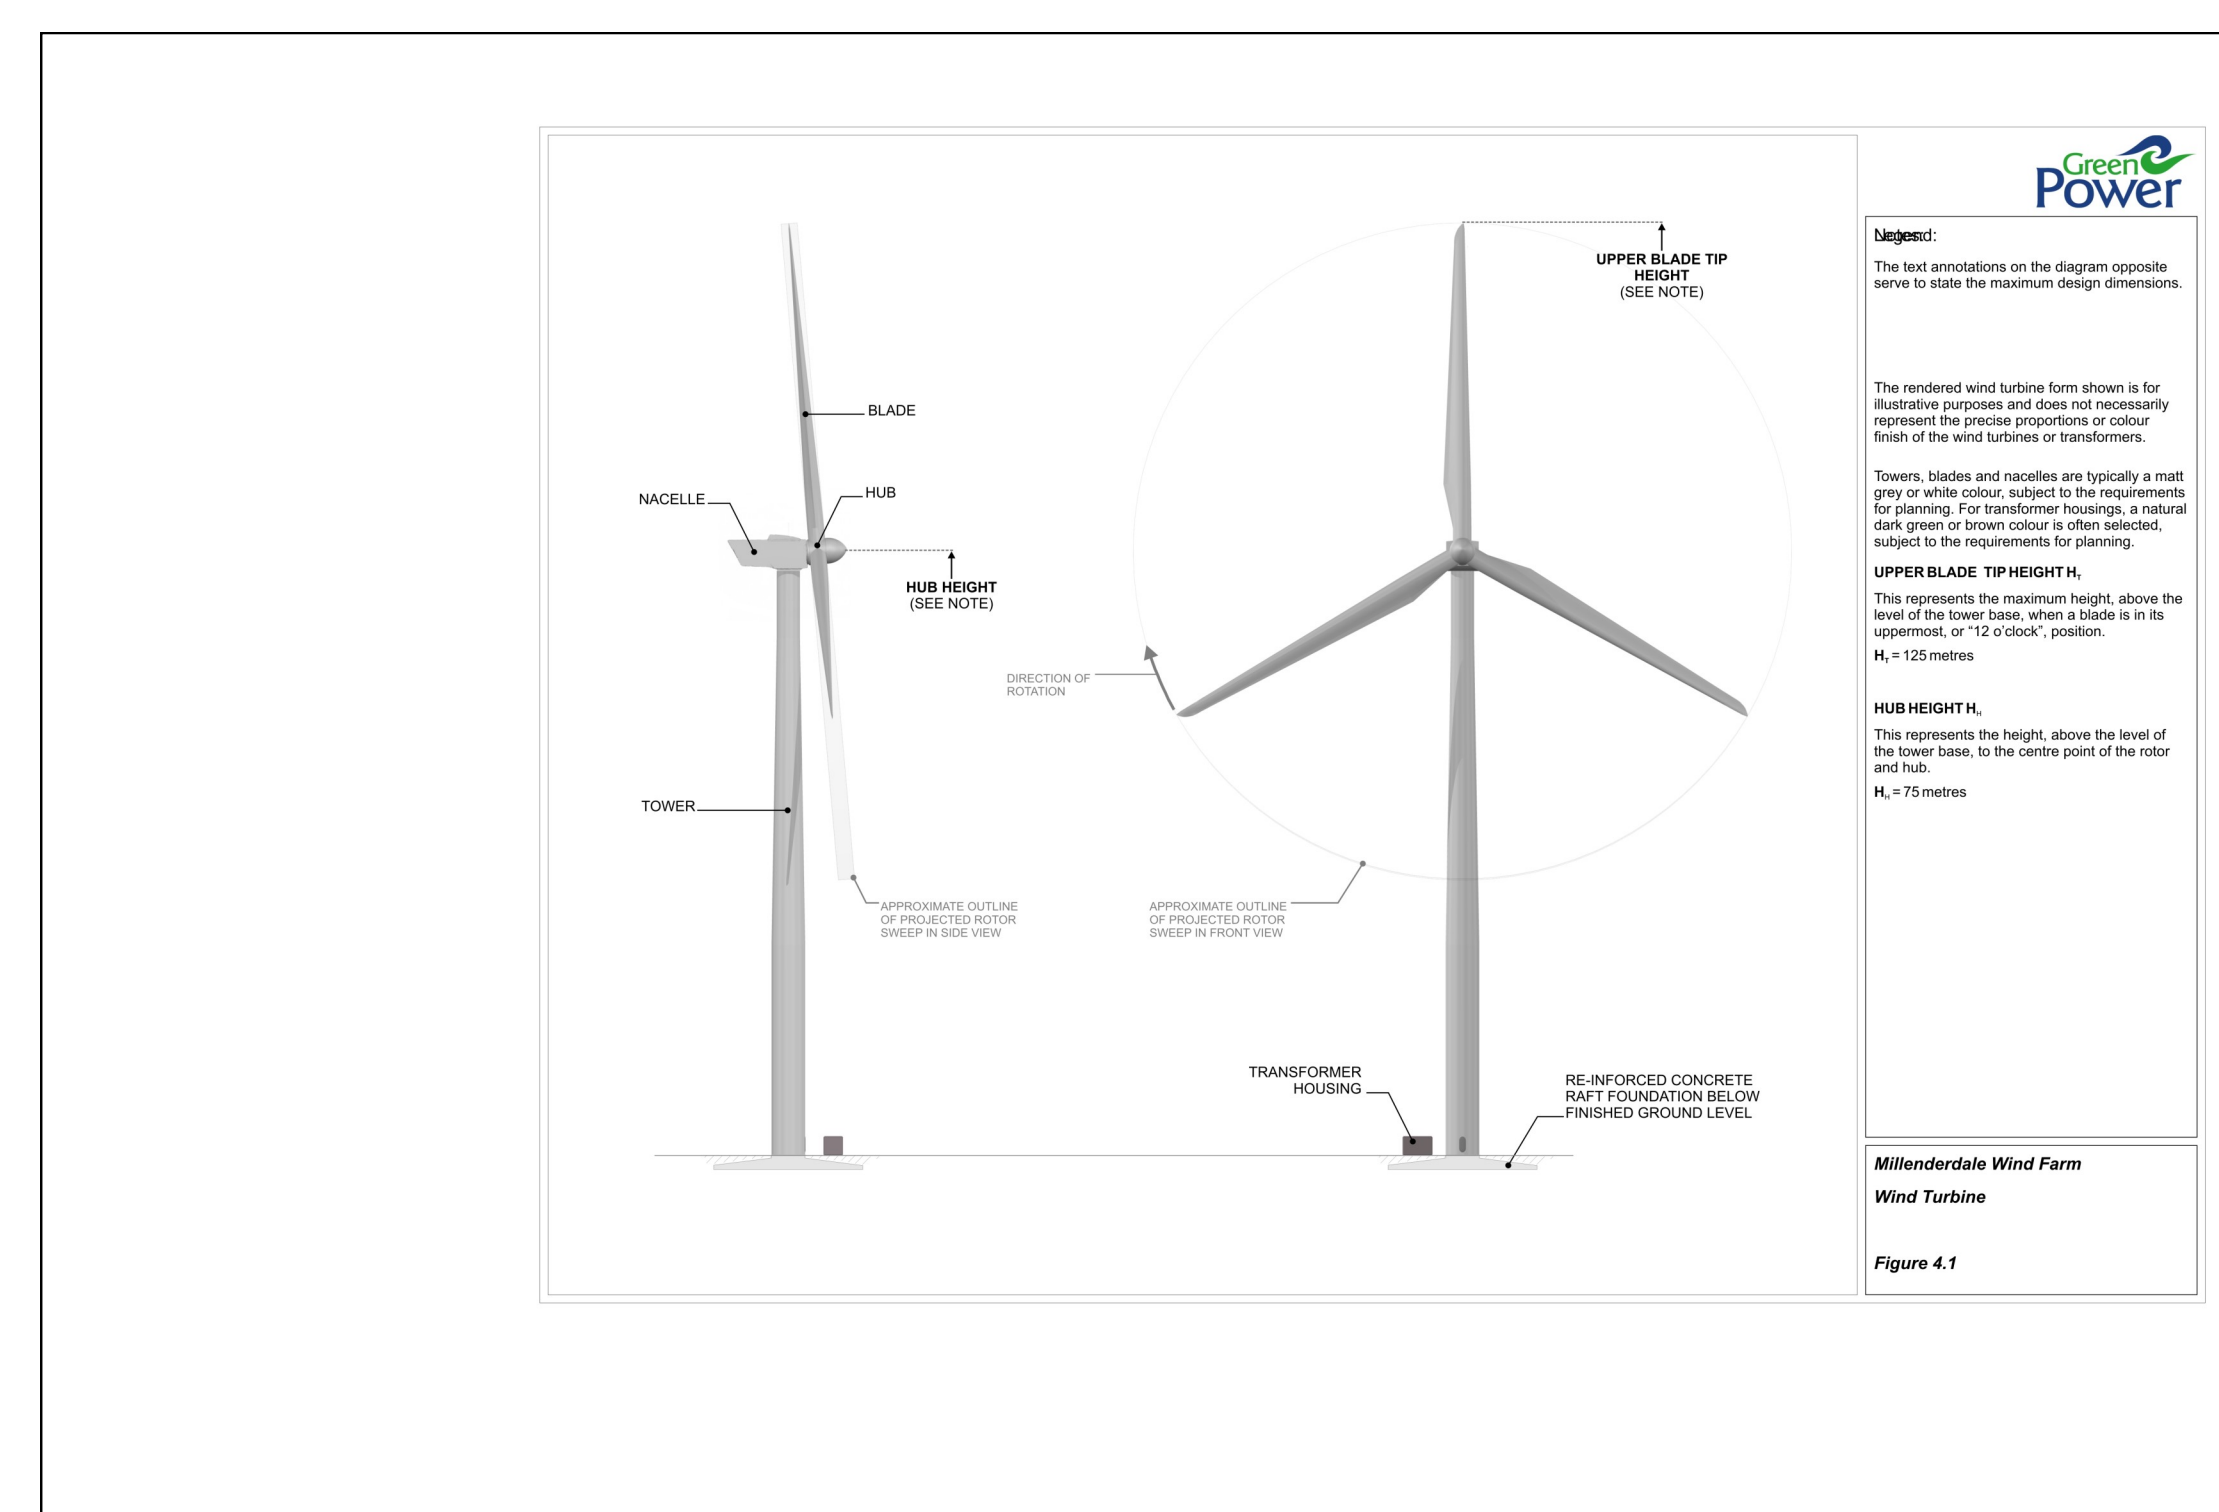 Green
Power
UPPER BLADE TIP
HEIGHT
(SEE NOTE)
BLADE
HUB
NACELLE
HUB HEIGHT
(SEE NOTE)
DIRECTION OF
ROTATION
TOWER
APPROXIMATE OUTLINE
OF PROJECTED ROTOR
SWEEP IN SIDE VIEW
APPROXIMATE OUTLINE
OF PROJECTED ROTOR
SWEEP IN FRONT VIEW
TRANSFORMER
HOUSING
RE-INFORCED CONCRETE
RAFT FOUNDATION BELOW
FINISHED GROUND LEVEL
The text annotations on the diagram opposite
serve to state the maximum design dimensions.
The rendered wind turbine form shown is for
illustrative purposes and does not necessarily
represent the precise proportions or colour
finish of the wind turbines or transformers.
Towers, blades and nacelles are typically a matt
grey or white colour, subject to the requirements
for planning. For transformer housings, a natural
dark green or brown colour is often selected,
subject to the requirements for planning.
UPPER BLADE TIP HEIGHT HT
This represents the maximum height, above the
level of the tower base, when a blade is in its
uppermost, or “12 o’clock”, position.
HT = 125 metres
HUB HEIGHT HH
This represents the height, above the level of
the tower base, to the centre point of the rotor
and hub.
HH = 75 metres
Millenderdale Wind Farm
Wind Turbine
Figure 4.1